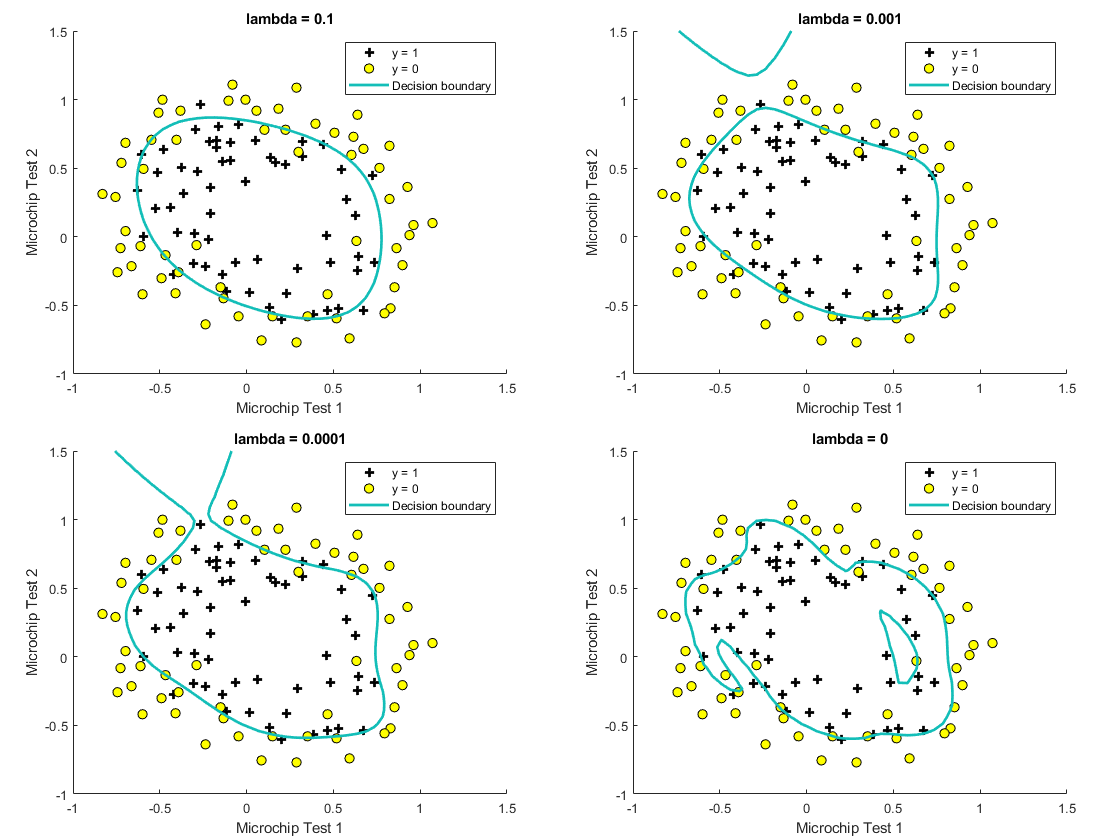 lambda = 0.1
1.5
1
0.5
0
-0.5
-1
-1
-0.5
0
0.5
1
1.5
Microchip Test 2
Microchip Test 1
y = 1
y = 0
Decision boundary
lambda = 0.001
1.5
1
0.5
0
-0.5
-1
-1
-0.5
0
0.5
1
1.5
Microchip Test 2
Microchip Test 1
y = 1
y = 0
Decision boundary
lambda = 0.0001
1.5
1
0.5
0
-0.5
-1
-1
-0.5
0
0.5
1
1.5
Microchip Test 2
Microchip Test 1
y = 1
y = 0
Decision boundary
lambda = 0
1.5
1
0.5
0
-0.5
-1
-1
-0.5
0
0.5
1
1.5
Microchip Test 2
Microchip Test 1
y = 1
y = 0
Decision boundary